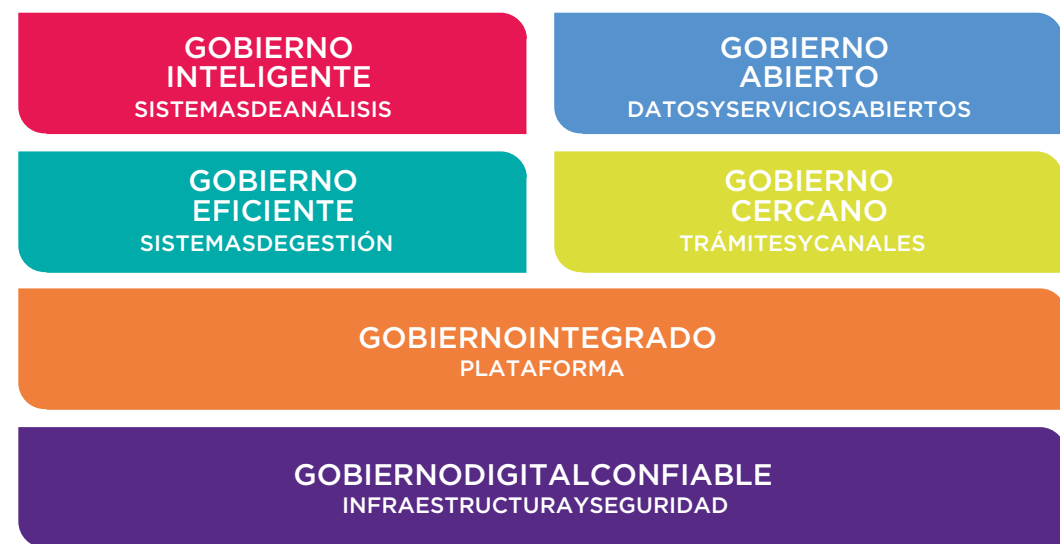 GOBIERNO
INTELIGENTE
SISTEMASDEANÁLISIS
GOBIERNO
ABIERTO
DATOSYSERVICIOSABIERTOS
GOBIERNO
EFICIENTE
SISTEMASDEGESTIÓN
GOBIERNO
CERCANO
TRÁMITESYCANALES
GOBIERNOINTEGRADO
PLATAFORMA
GOBIERNODIGITALCONFIABLE
INFRAESTRUCTURAYSEGURIDAD